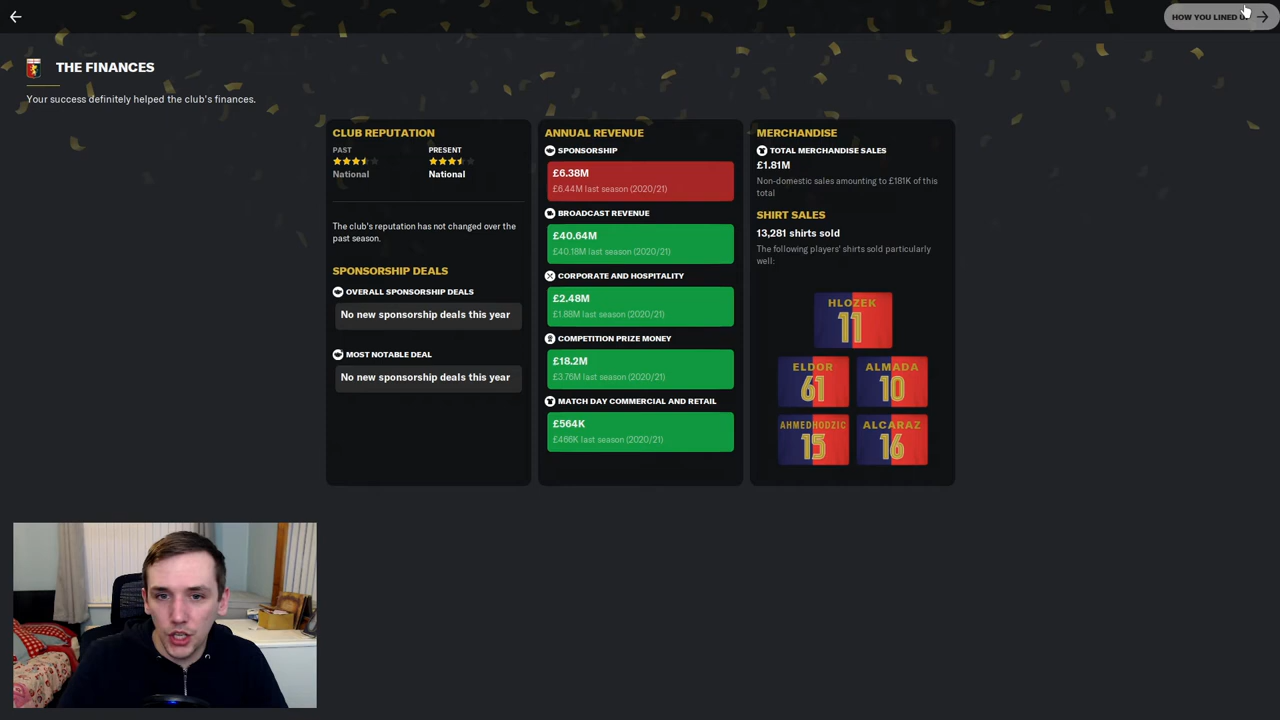 HOW YOU LINED U
THE FINANCES
Your success definitely helped the club's finances.
CLUB REPUTATION
PAST
PRESENT
National
National
The club's reputation has not changed over the
past season.
SPONSORSHIP DEALS
OVERALL SPONSORSHIP DEALS
No new sponsorship deals this year
MOST NOTABLE DEAL
No new sponsorship deals this year
ANNUAL REVENUE
SPONSORSHIP
£6.38M
£6.44M last season (2020/21)
BROADCAST REVENUE
£40.64M
£40.18M last season (2020/21)
CORPORATE AND HOSPITALITY
£2.48M
£1.88M last season (2020/21)
COMPETITION PRIZE MONEY
£18.2M
£3.76M last season (2020/21)
MATCH DAY COMMERCIAL AND RETAIL
£564K
£466K last season (2020/21)
MERCHANDISE
TOTAL MERCHANDISE SALES
£1.81M
Non-domestic sales amounting to £181K of this
total
SHIRT SALES
13,281 shirts sold
The following players' shirts sold particularly
well:
HLOZEK
11
ELDOR
61
ALMADA
10
AHMEDHODZIC
15
ALCARAZ
16